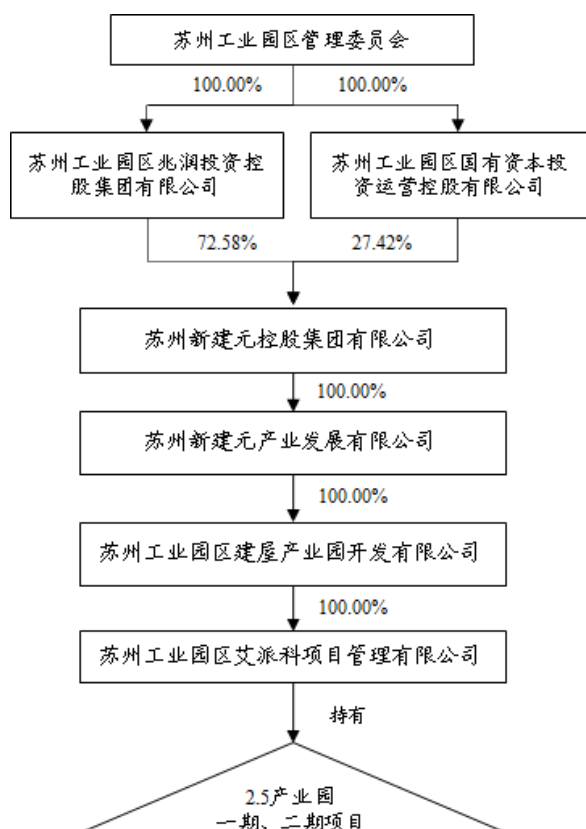 苏州工业园区管理委员会
100.00%
100.00%
苏州工业园区兆润投资控
股集团有限公司
苏州工业园区国有资本投
资运营控股有限公司
72.58%
27.42%
苏州新建元控股集团有限公司
100.00%
苏州新建元产业发展有限公司
100.00%
苏州工业园区建屋产业园开发有限公司
100.00%
苏州工业园区艾派科项目管理有限公司
持有
2.5产业园
一期、二期项目